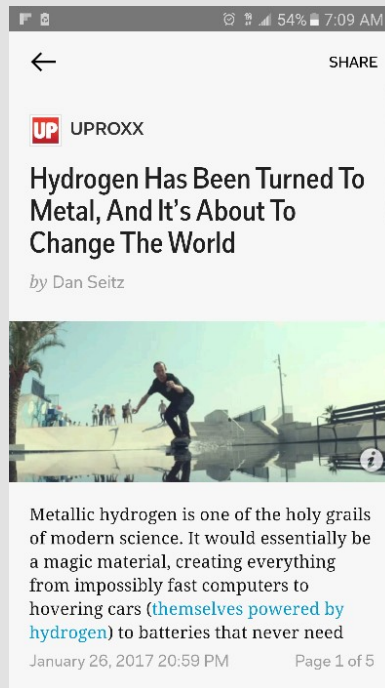 54% 7:09 AM
SHARE
UP UPROXX
Hydrogen Has Been Turned To
Metal, And It's About To
Change The World
by Dan Seitz
Metallic hydrogen is one of the holy grails
of modern science. It would essentially be
a magic material, creating everything
from impossibly fast computers to
hovering cars (themselves powered by
hydrogen) to batteries that never need
January 26, 2017 20:59 PM Page 1 of 5